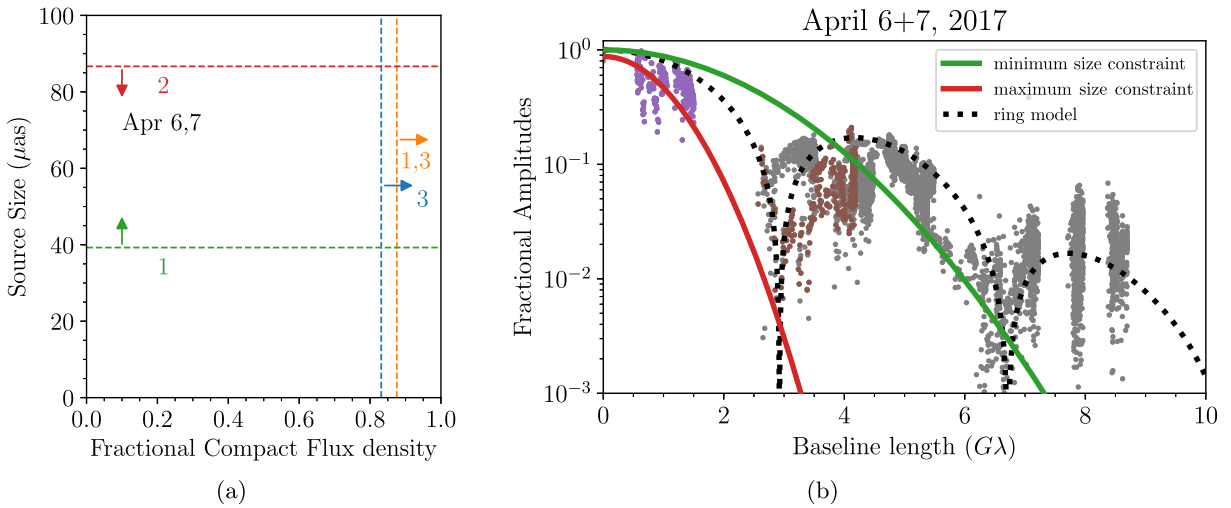 April 6+7, 2017
100
80
60
40
20
0
Source Size (μas)
2
Apr 6,7
1,3
3
1
0.0 0.2 0.4 0.6 0.8 1.0
Fractional Compact Flux density
(a)
10⁰
10⁻¹
10⁻²
10⁻³
Fractional Amplitudes
minimum size constraint
maximum size constraint
ring model
0 2 4 6 8 10
Baseline length (Gλ)
(b)